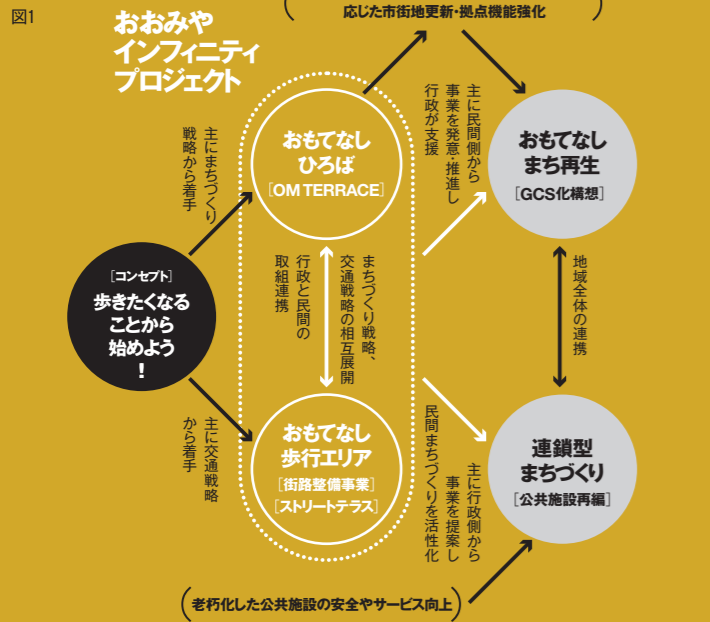 図1
おおみや
インフィニティ
プロジェクト
応じた市街地更新・拠点機能強化
主にまちづくり
戦略から着手
おもてなし
ひろば
［OM TERRACE］
主に民間側から
事業を発意・推進し
行政が支援
おもてなし
まち再生
［GCS化構想］
［コンセプト］
歩きたくなる
ことから
始めよう
！
まちづくり戦略、
交通戦略の相互展開
行政と民間の
取組連携
地域全体の連携
主に交通戦略
から着手
おもてなし
歩行エリア
［街路整備事業］
［ストリートテラス］
主に行政側から
事業を提案し
民間まちづくりを活性化
連鎖型
まちづくり
［公共施設再編］
（老朽化した公共施設の安全やサービス向上）